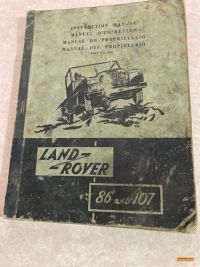 INSTRUCTION MANUAL
MANUEL D'ENTRETIEN
MANUAL DO PROPRIETARIO
MANUAL DEL PROPIETARIO
LAND-
ROVER
86 AND 107